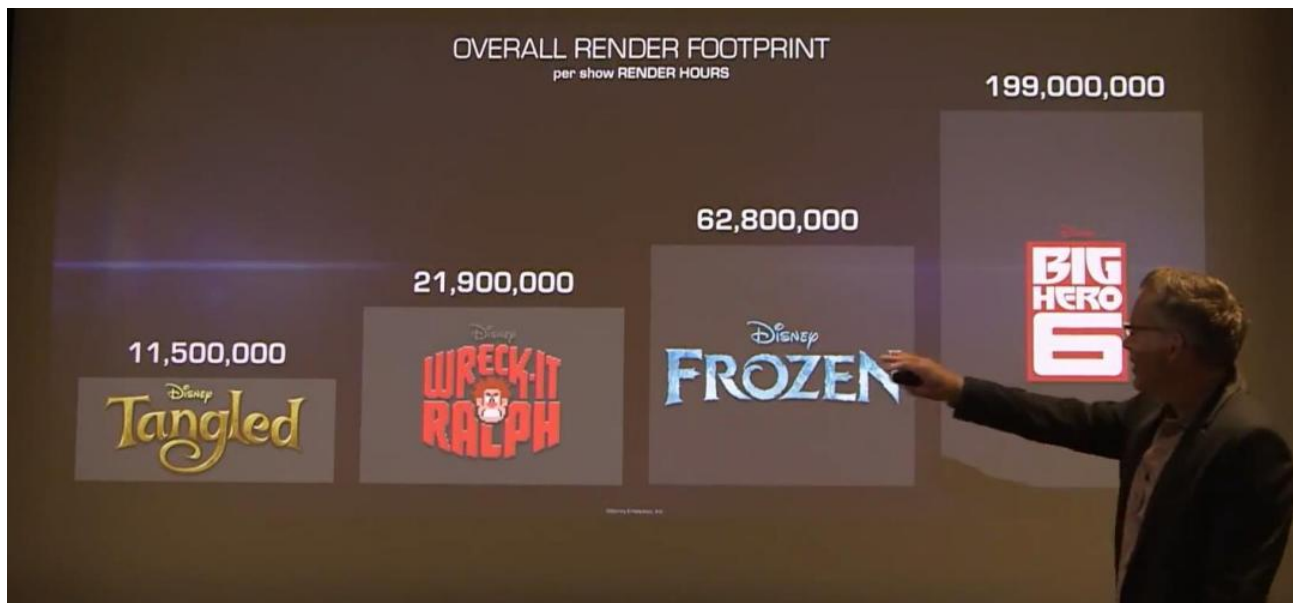 OVERALL RENDER FOOTPRINT
per show RENDER HOURS
199,000,000
62,800,000
21,900,000
11,500,000
Disney
Tangled
Disney
WRECK-IT
RALPH
Disney
FROZEN
Disney
BIG
HERO
6